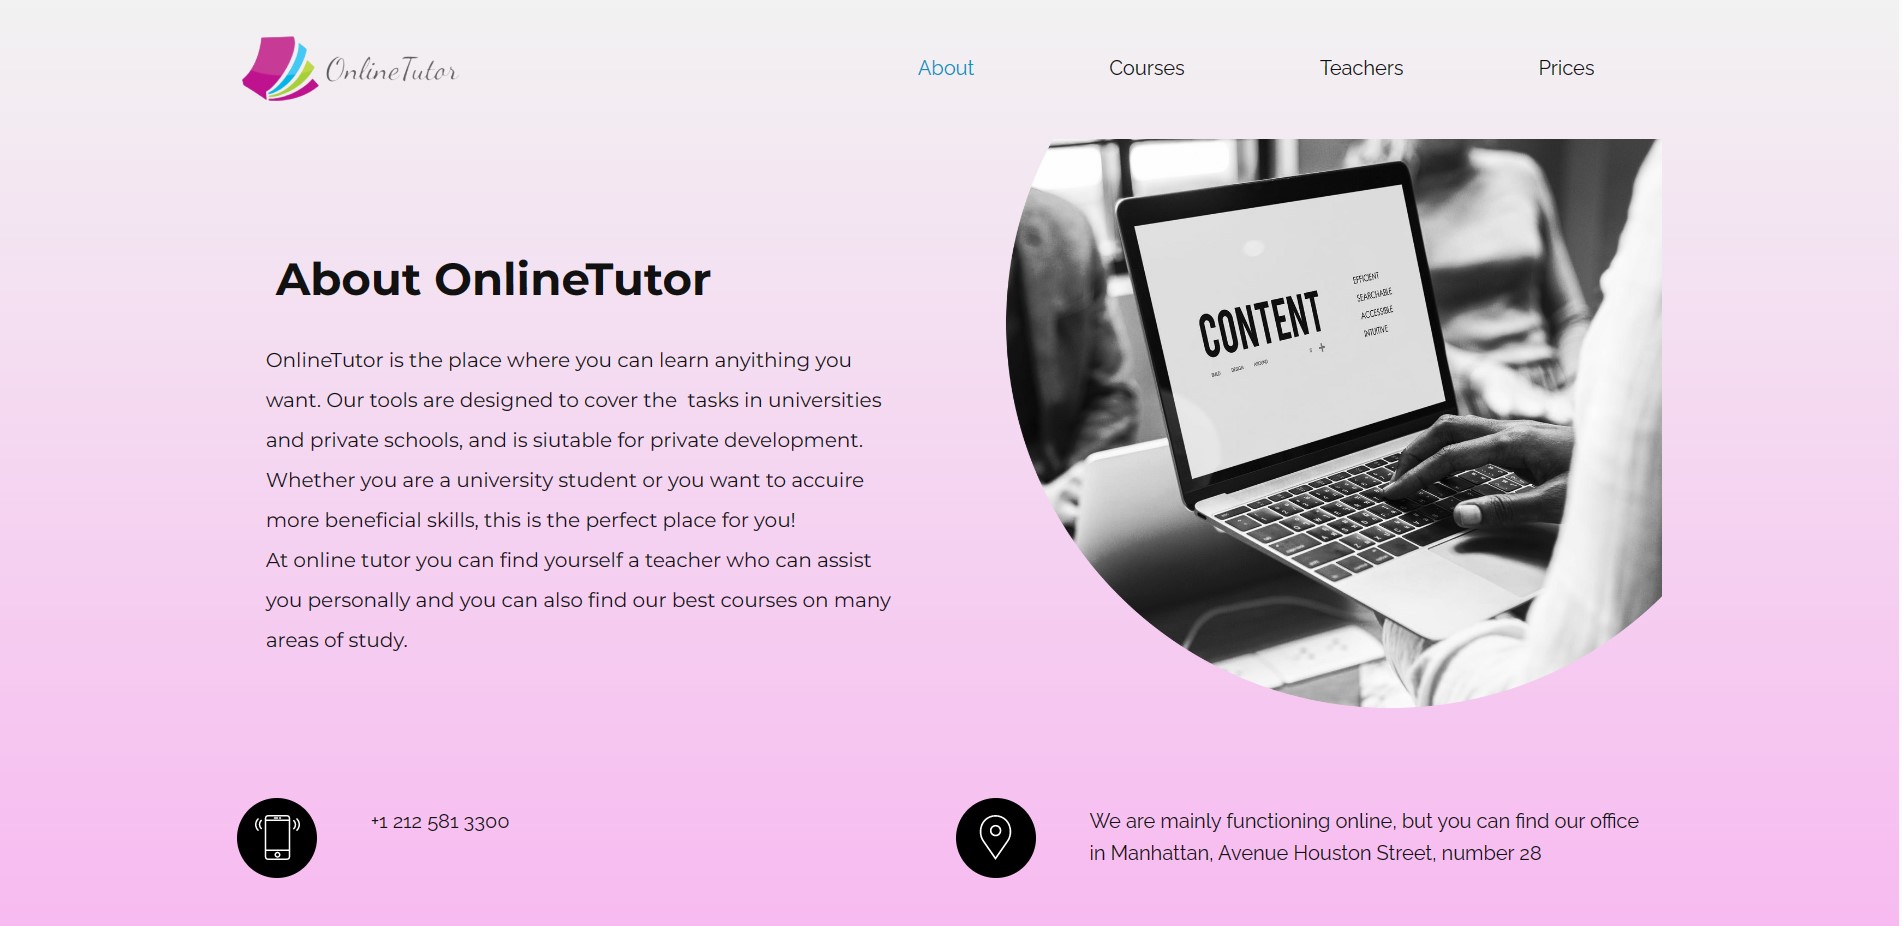 OnlineTutor
About
Courses
Teachers
Prices
About OnlineTutor
OnlineTutor is the place where you can learn anyithing you
want. Our tools are designed to cover the  tasks in universities
and private schools, and is siutable for private development.
Whether you are a university student or you want to accuire
more beneficial skills, this is the perfect place for you!
At online tutor you can find yourself a teacher who can assist
you personally and you can also find our best courses on many
areas of study.
CONTENT
EFFICIENT
SEARCHABLE
ACCESSIBLE
INTUITIVE
BUILD DESIGN
+1 212 581 3300
We are mainly functioning online, but you can find our office
in Manhattan, Avenue Houston Street, number 28